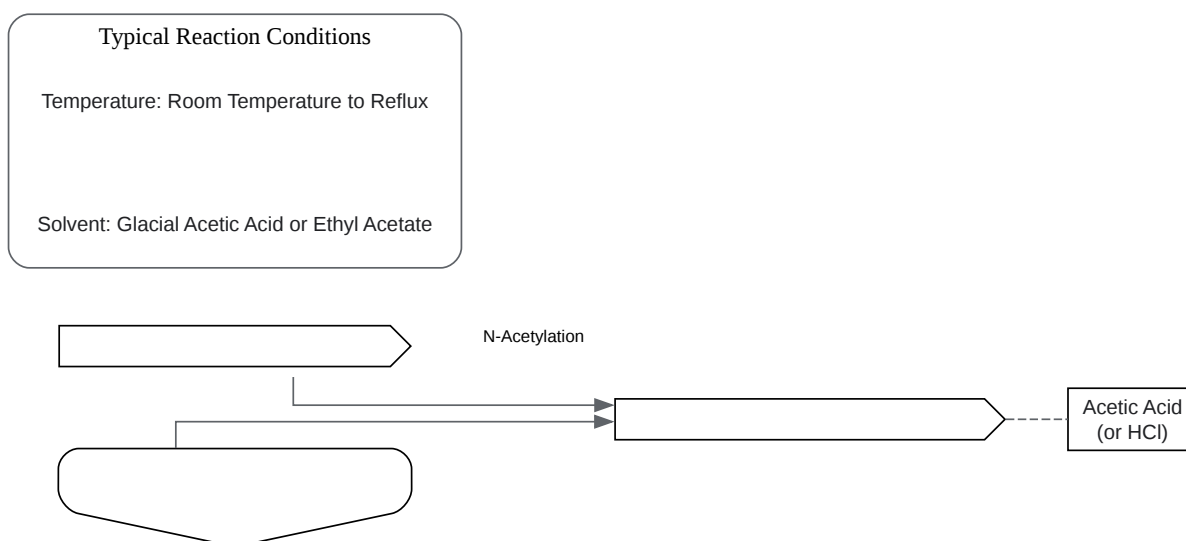 Typical Reaction Conditions
Temperature: Room Temperature to Reflux
Solvent: Glacial Acetic Acid or Ethyl Acetate
N-Acetylation
Acetic Acid
(or HCl)